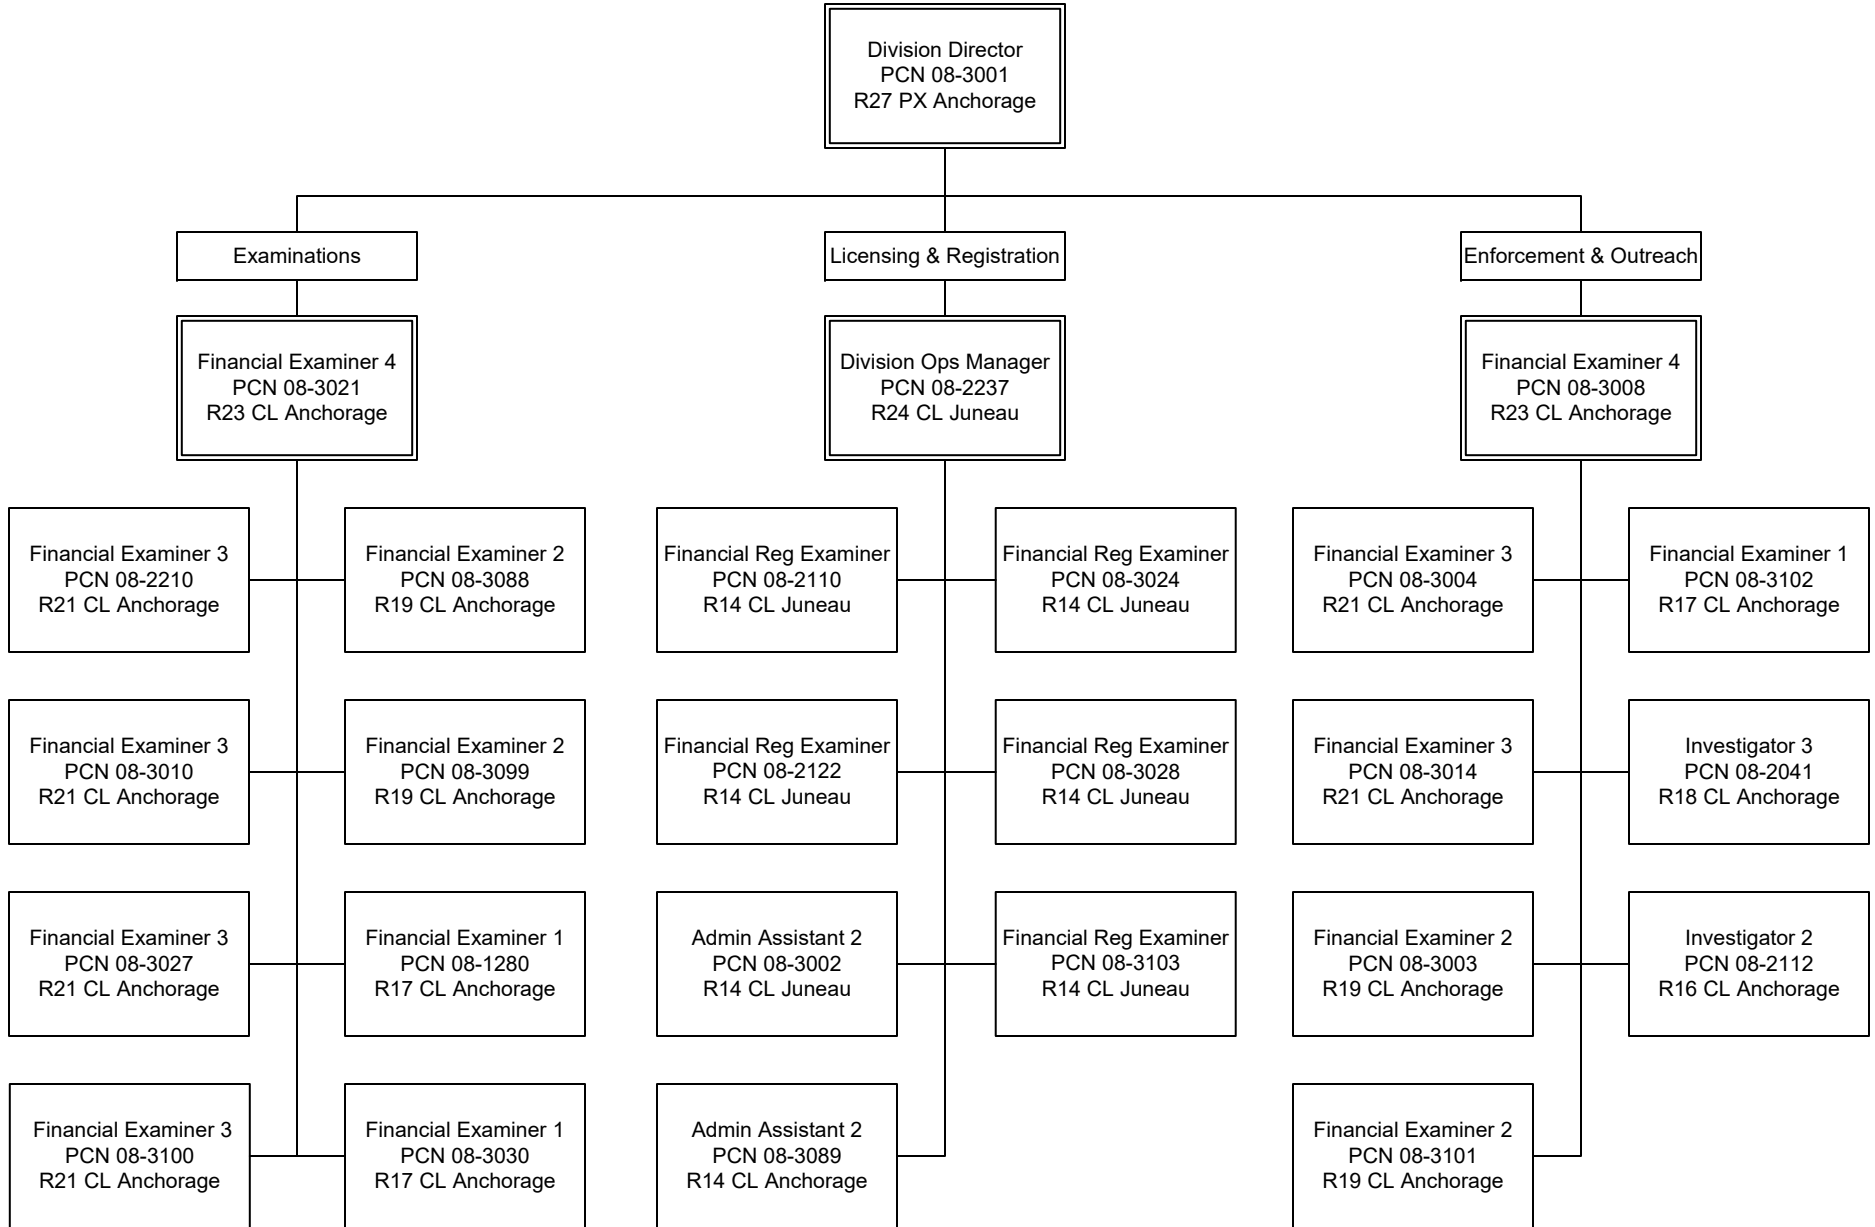 Division Director
PCN 08-3001
R27 PX Anchorage
Examinations
Licensing & Registration
Enforcement & Outreach
Financial Examiner 4
PCN 08-3021
R23 CL Anchorage
Division Ops Manager
PCN 08-2237
R24 CL Juneau
Financial Examiner 4
PCN 08-3008
R23 CL Anchorage
Financial Examiner 3
PCN 08-2210
R21 CL Anchorage
Financial Examiner 2
PCN 08-3088
R19 CL Anchorage
Financial Reg Examiner
PCN 08-2110
R14 CL Juneau
Financial Reg Examiner
PCN 08-3024
R14 CL Juneau
Financial Examiner 3
PCN 08-3004
R21 CL Anchorage
Financial Examiner 1
PCN 08-3102
R17 CL Anchorage
Financial Examiner 3
PCN 08-3010
R21 CL Anchorage
Financial Examiner 2
PCN 08-3099
R19 CL Anchorage
Financial Reg Examiner
PCN 08-2122
R14 CL Juneau
Financial Reg Examiner
PCN 08-3028
R14 CL Juneau
Financial Examiner 3
PCN 08-3014
R21 CL Anchorage
Investigator 3
PCN 08-2041
R18 CL Anchorage
Financial Examiner 3
PCN 08-3027
R21 CL Anchorage
Financial Examiner 1
PCN 08-1280
R17 CL Anchorage
Admin Assistant 2
PCN 08-3002
R14 CL Juneau
Financial Reg Examiner
PCN 08-3103
R14 CL Juneau
Financial Examiner 2
PCN 08-3003
R19 CL Anchorage
Investigator 2
PCN 08-2112
R16 CL Anchorage
Financial Examiner 3
PCN 08-3100
R21 CL Anchorage
Financial Examiner 1
PCN 08-3030
R17 CL Anchorage
Admin Assistant 2
PCN 08-3089
R14 CL Anchorage
Financial Examiner 2
PCN 08-3101
R19 CL Anchorage